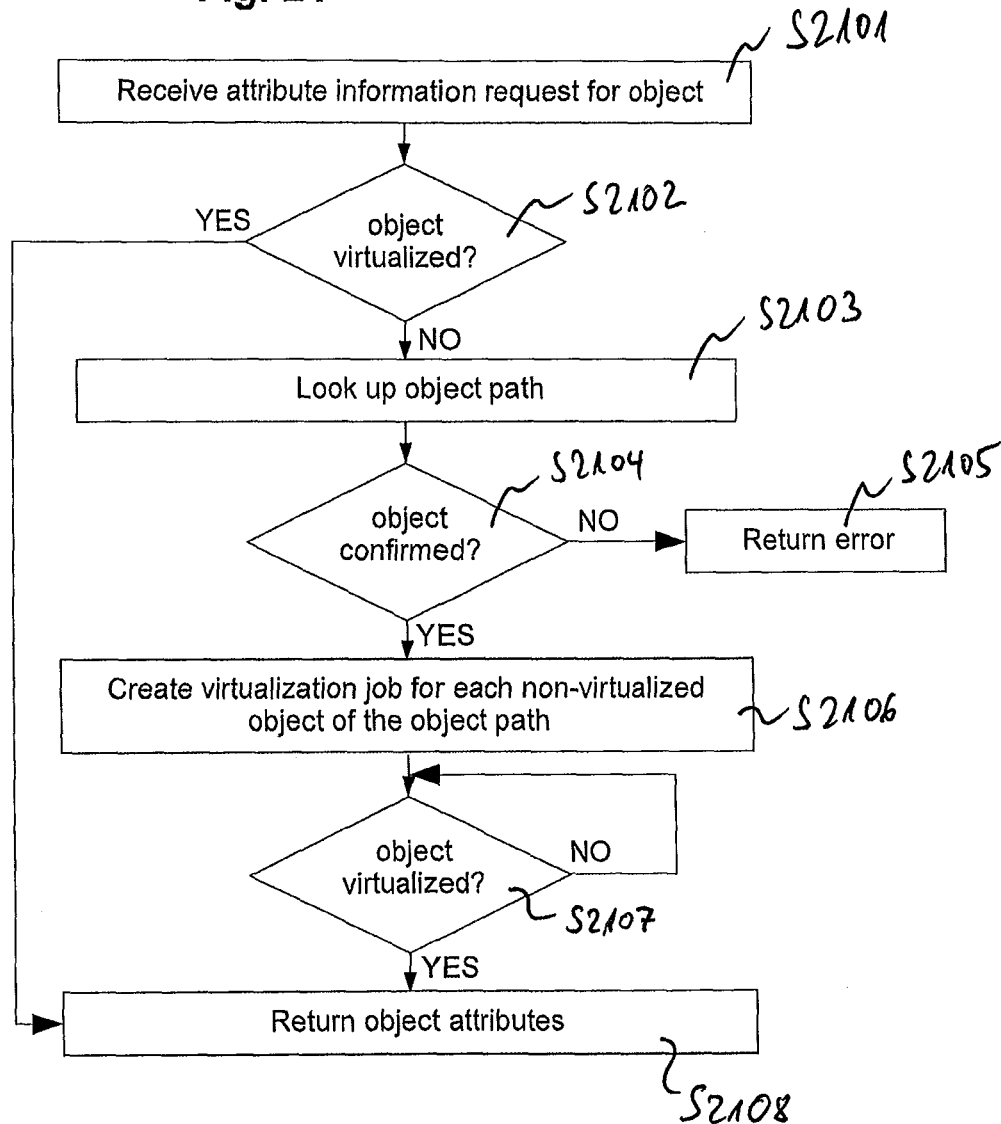 S2101
Receive attribute information request for object
S2102
YES
object
virtualized?
S2103
NO
Look up object path
S2104
S2105
object
confirmed?
NO
Return error
YES
Create virtualization job for each non-virtualized
object of the object path
S2106
object
virtualized?
NO
S2107
YES
Return object attributes
S2108